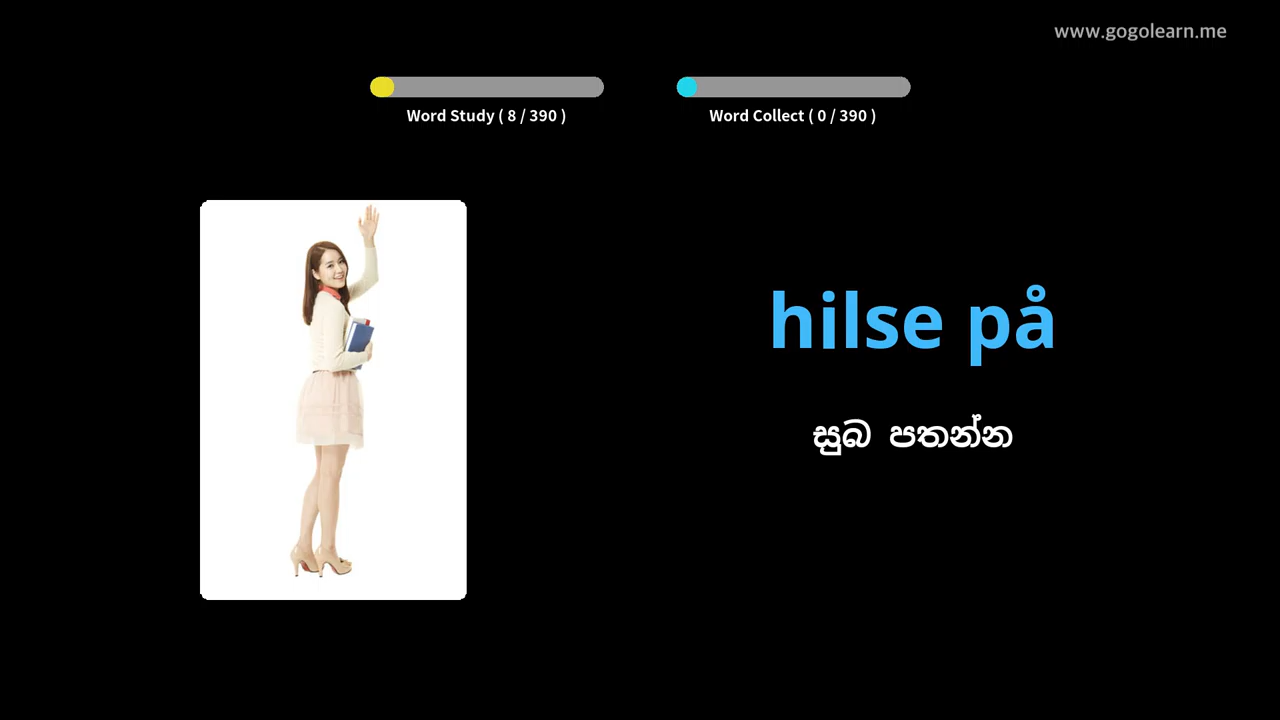 www.gogolearn.me
Word Study ( 8 / 390 )
Word Collect ( 0 / 390 )
hilse på
සුබ පතන්න